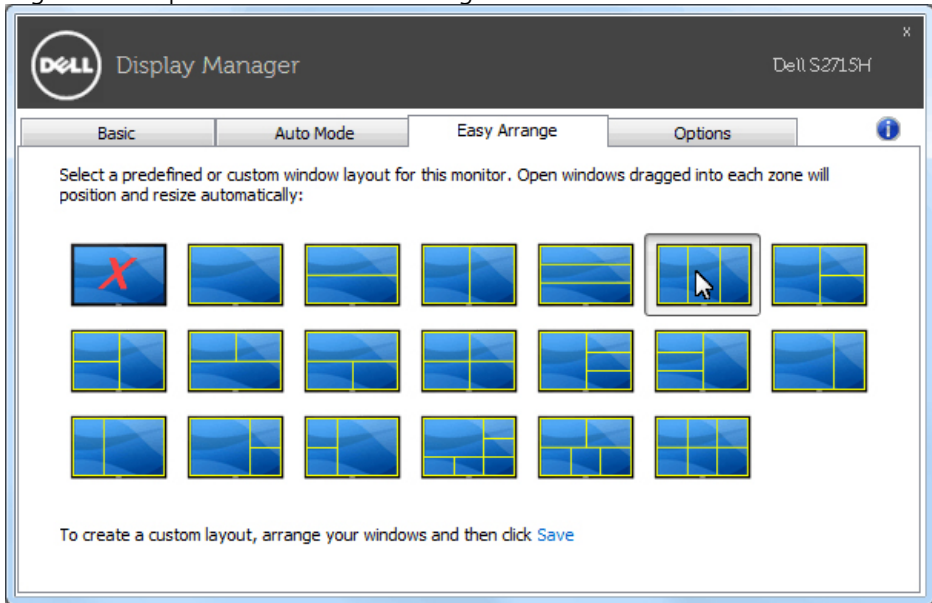 DELL
Display Manager
x
Dell S2715H
Basic
Auto Mode
Easy Arrange
Options
i
Select a predefined or custom window layout for this monitor. Open windows dragged into each zone will
position and resize automatically:
X
To create a custom layout, arrange your windows and then click Save